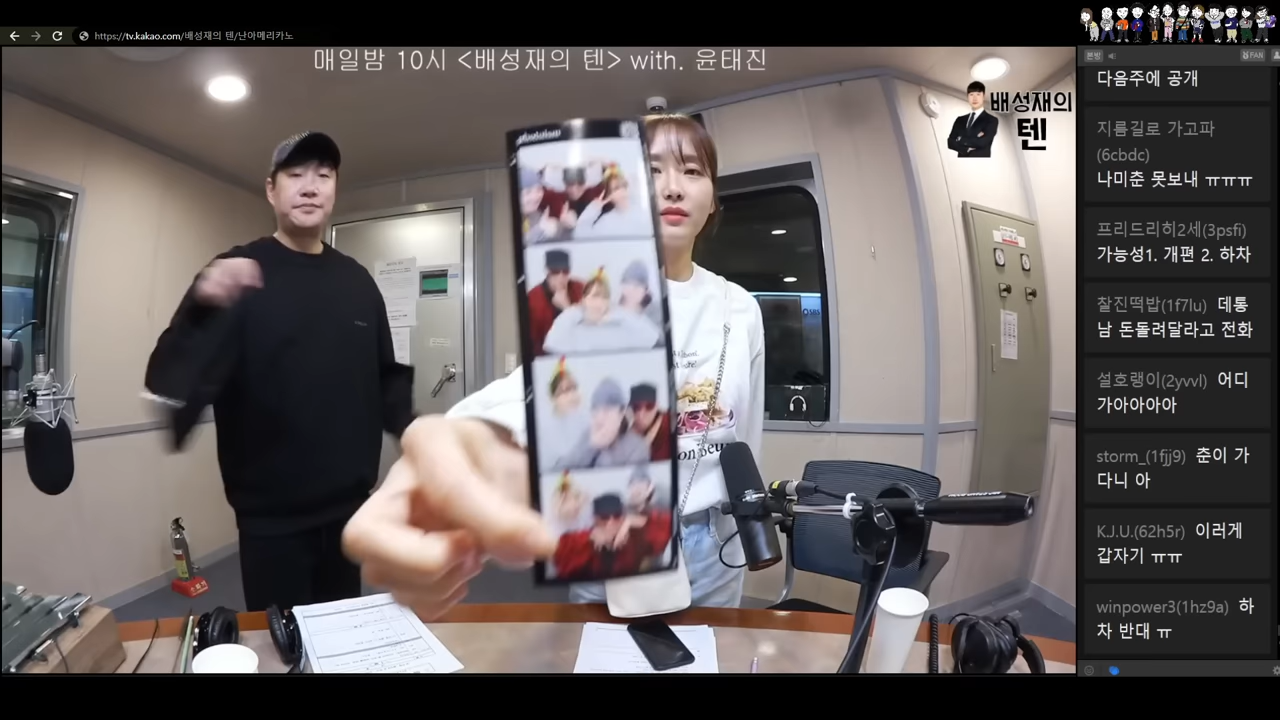 https://tv.kakao.com/배성재의 텐/난아메리카노
매일밤 10시 <배성재의 텐> with. 윤태진
배성재의
텐
photoism
SBS
본방
FAN
다음주에 공개
지름길로 가고파
(6cbdc)
나미춘 못보내 ㅠㅠㅠ
프리드리히2세(3psfi)
가능성1. 개편 2. 하차
찰진떡밥(1f7lu) 데통
남 돈돌려달라고 전화
설호랭이(2yvvl) 어디
가아아아아
storm_(1fjj9) 춘이 가
다니 아
K.J.U.(62h5r) 이러게
갑자기 ㅠㅠ
winpower3(1hz9a) 하
차 반대 ㅠ